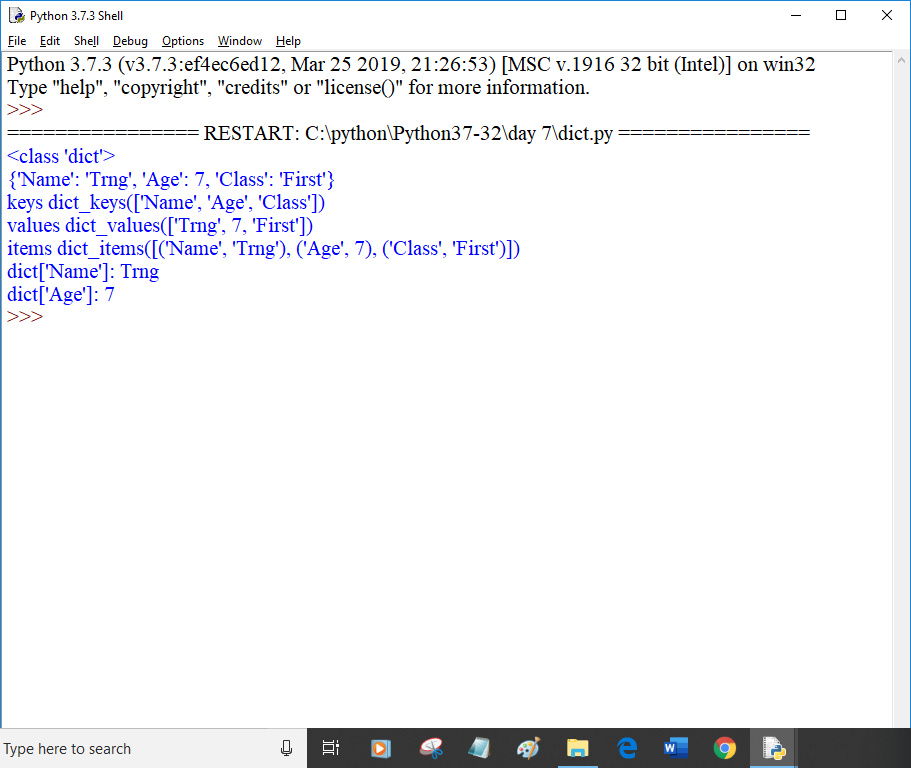 Python 3.7.3 Shell
File Edit Shell Debug Options Window Help
Python 3.7.3 (v3.7.3:ef4ec6ed12, Mar 25 2019, 21:26:53) [MSC v.1916 32 bit (Intel)] on win32
Type "help", "copyright", "credits" or "license()" for more information.
>>>
================ RESTART: C:\python\Python37-32\day 7\dict.py ================
<class 'dict'>
{'Name': 'Trng', 'Age': 7, 'Class': 'First'}
keys dict_keys(['Name', 'Age', 'Class'])
values dict_values(['Trng', 7, 'First'])
items dict_items([('Name', 'Trng'), ('Age', 7), ('Class', 'First')])
dict['Name']: Trng
dict['Age']: 7
>>>
Type here to search